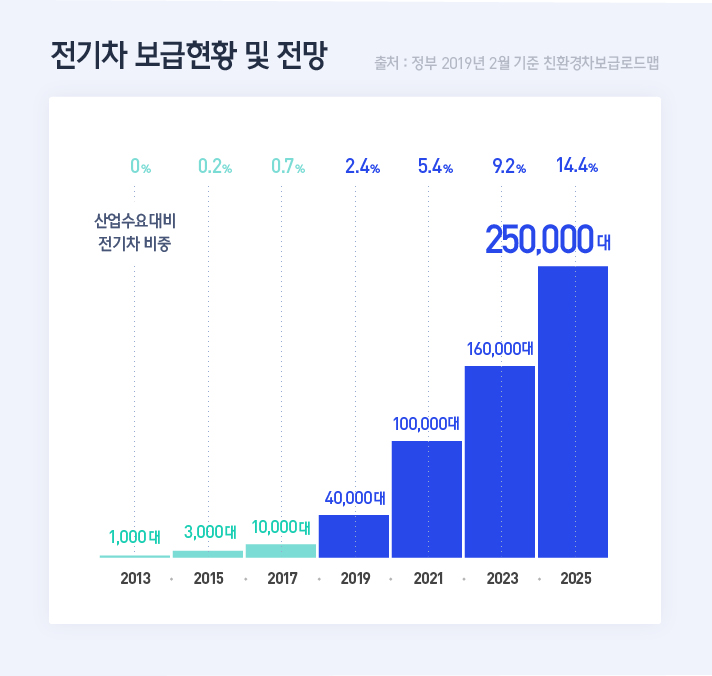 전기차 보급현황 및 전망
출처 : 정부 2019년 2월 기준 친환경차보급로드맵
0% 0.2% 0.7% 2.4% 5.4% 9.2% 14.4%
산업수요대비
전기차 비중
250,000 대
160,000대
100,000대
40,000대
10,000대
3,000대
1,000대
2013 • 2015 • 2017 • 2019 • 2021 • 2023 • 2025